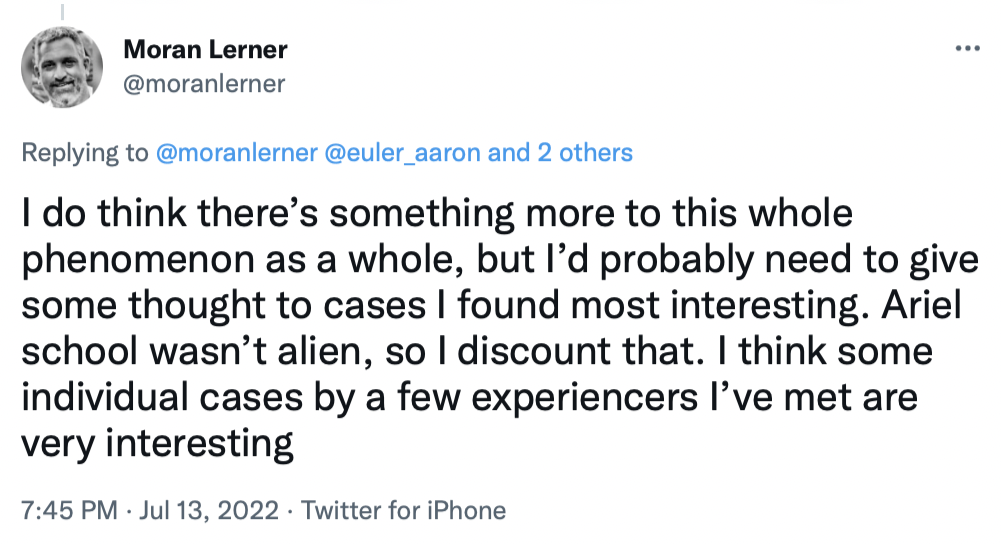 Moran Lerner
@moranlerner
Replying to @moranlerner @euler_aaron and 2 others
I do think there’s something more to this whole
phenomenon as a whole, but I’d probably need to give
some thought to cases I found most interesting. Ariel
school wasn’t alien, so I discount that. I think some
individual cases by a few experiencers I’ve met are
very interesting
7:45 PM · Jul 13, 2022 · Twitter for iPhone